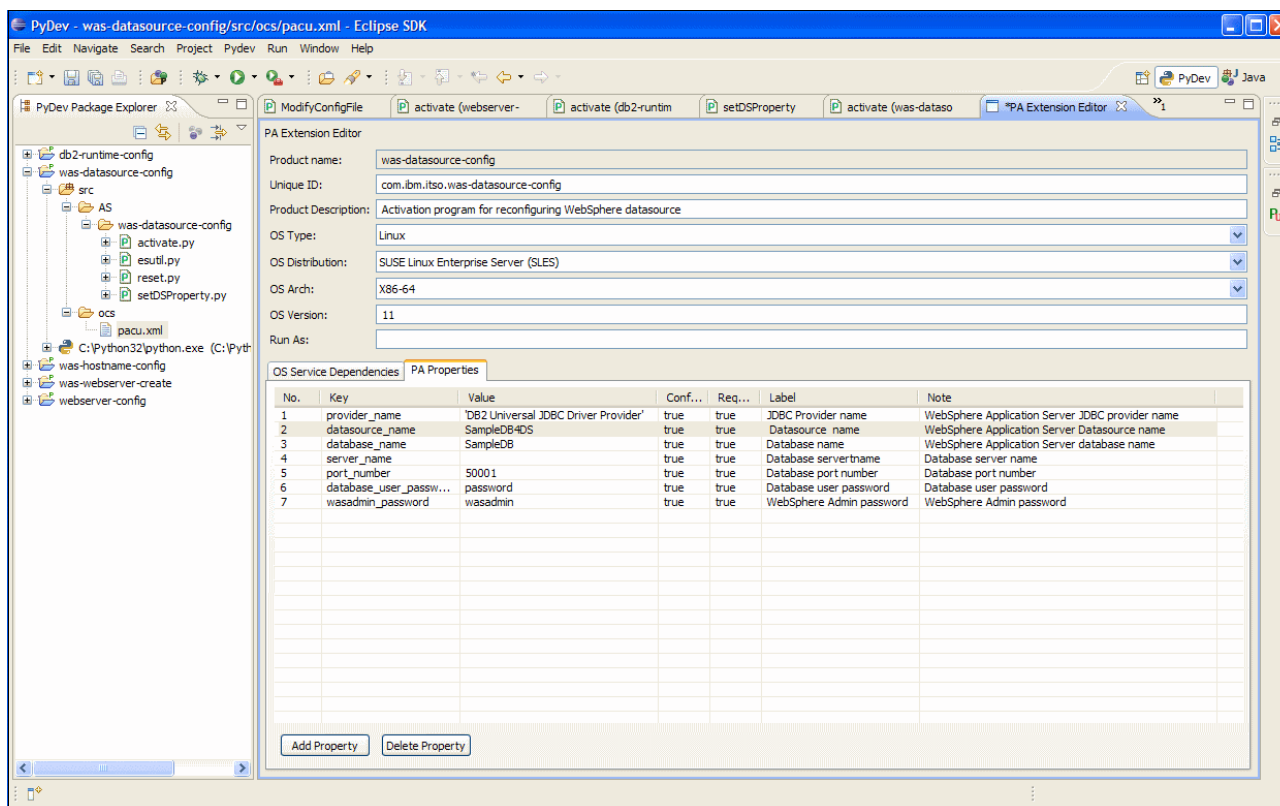 PyDev - was-datasource-config/src/ocs/pacu.xml - Eclipse SDK
File Edit Navigate Search Project Pydev Run Window Help
PyDev Java
PyDev Package Explorer
ModifyConfigFile activate (webserver- activate (db2-runtim setDSProperty activate (was-dataso *PA Extension Editor »1
PA Extension Editor
db2-runtime-config
was-datasource-config
src
AS
was-datasource-config
activate.py
esutil.py
reset.py
setDSProperty.py
ocs
pacu.xml
C:\Python32\python.exe (C:\Pyth
was-hostname-config
was-webserver-create
webserver-config
Product name: was-datasource-config
Unique ID: com.ibm.itso.was-datasource-config
Product Description: Activation program for reconfiguring WebSphere datasource
OS Type: Linux
OS Distribution: SUSE Linux Enterprise Server (SLES)
OS Arch: X86-64
OS Version: 11
Run As:
OS Service Dependencies PA Properties
No. Key Value Conf... Req... Label Note
1 provider_name 'DB2 Universal JDBC Driver Provider' true true JDBC Provider name WebSphere Application Server JDBC provider name
2 datasource_name SampleDB4DS true true Datasource name WebSphere Application Server Datasource name
3 database_name SampleDB true true Database name WebSphere Application Server database name
4 server_name true true Database servertname Database server name
5 port_number 50001 true true Database port number Database port number
6 database_user_passw... password true true Database user password Database user password
7 wasadmin_password wasadmin true true WebSphere Admin password WebSphere Admin password
Add Property Delete Property